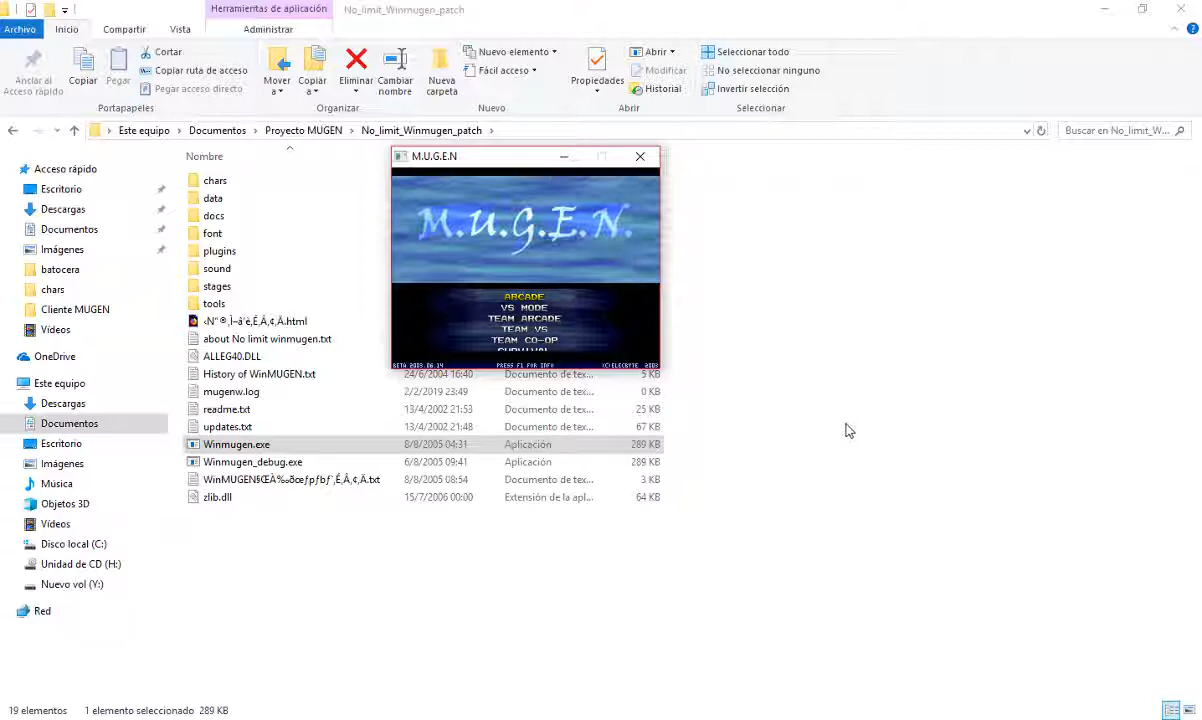 Herramientas de aplicación
No_limit_Winmugen_patch
Archivo
Inicio
Compartir
Vista
Administrar
Anclar al
Acceso rápido
Copiar
Pegar
Cortar
Copiar ruta de acceso
Pegar acceso directo
Portapapeles
Mover
a
Copiar
a
Eliminar
Cambiar
nombre
Organizar
Nueva
carpeta
Nuevo elemento
Fácil acceso
Nuevo
Propiedades
Abrir
Modificar
Historial
Abrir
Seleccionar todo
No seleccionar ninguno
Invertir selección
Seleccionar
Este equipo
Documentos
Proyecto MUGEN
No_limit_Winmugen_patch
Buscar en No_limit_W...
Acceso rápido
Escritorio
Descargas
Documentos
Imágenes
batocera
chars
Cliente MUGEN
Vídeos
OneDrive
Este equipo
Descargas
Documentos
Escritorio
Imágenes
Música
Objetos 3D
Vídeos
Disco local (C:)
Unidad de CD (H:)
Nuevo vol (Y:)
Red
Nombre
chars
data
docs
font
plugins
sound
stages
tools
.html
about No limit winmugen.txt
ALLEG40.DLL
History of WinMUGEN.txt 24/6/2004 16:40 Documento de tex... 5 KB
mugenw.log 2/2/2019 23:49 Documento de tex... 0 KB
readme.txt 13/4/2002 21:53 Documento de tex... 25 KB
updates.txt 13/4/2002 21:48 Documento de tex... 67 KB
Winmugen.exe 8/8/2005 04:31 Aplicación 289 KB
Winmugen_debug.exe 6/8/2005 09:41 Aplicación 289 KB
8/8/2005 08:54 Documento de tex... 3 KB
zlib.dll 15/7/2006 00:00 Extensión de la apl... 64 KB
M.U.G.E.N
M.U.G.E.N.
ARCADE
VS MODE
TEAM ARCADE
TEAM VS
TEAM CO-OP
SURVIVAL
BETA 2003.06.14 PRESS F1 FOR INFO (C)ELECBYTE 2003
19 elementos
1 elemento seleccionado 289 KB